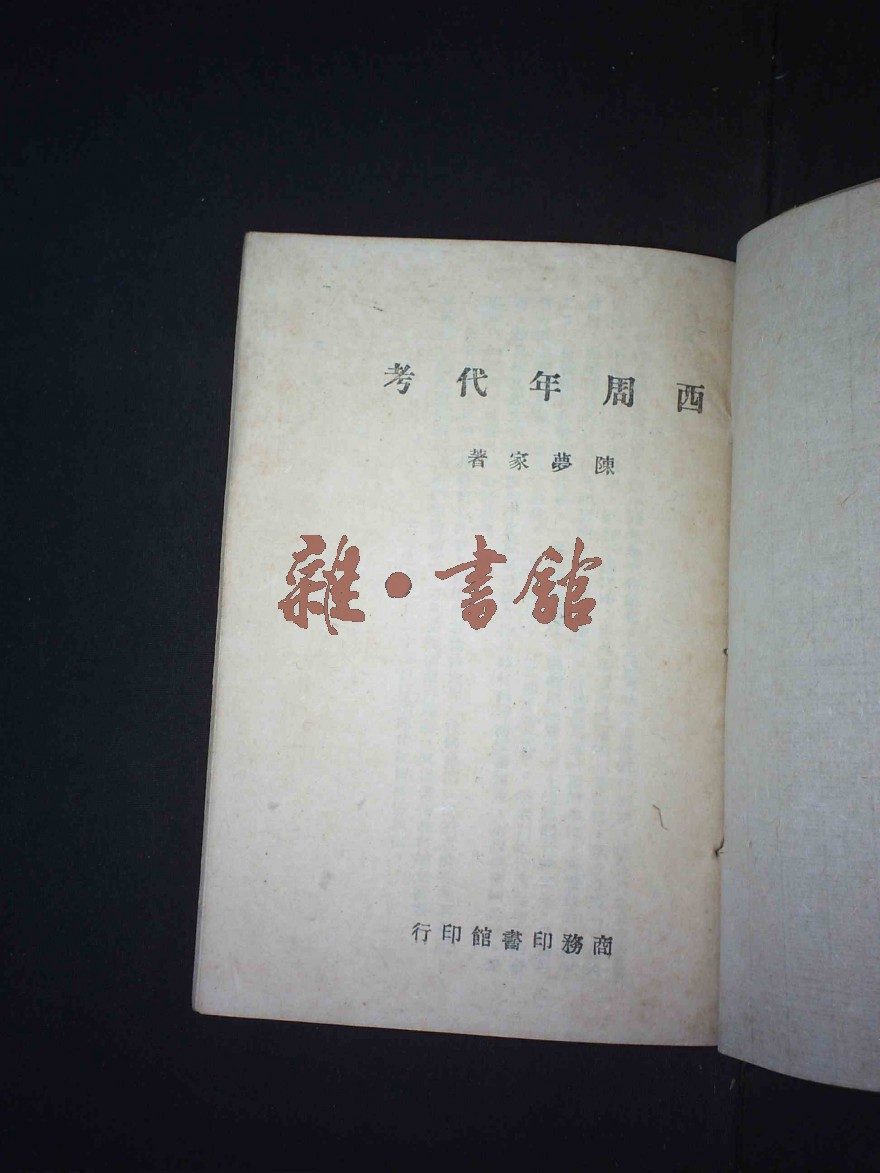 西周年代考
陳夢家著
雜·書館
商務印書館印行